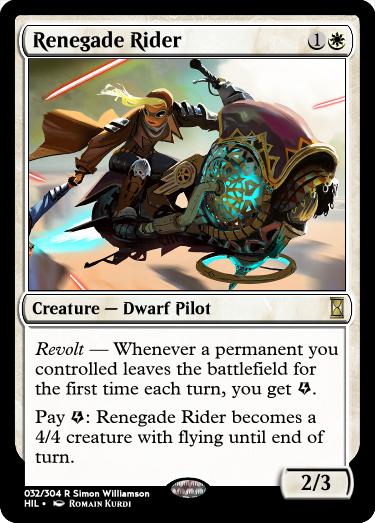 Renegade Rider 1
Creature — Dwarf Pilot
Revolt — Whenever a permanent you
controlled leaves the battlefield for
the first time each turn, you get .
Pay : Renegade Rider becomes a
4/4 creature with flying until end of
turn.
2/3
032/304 R Simon Williamson
HIL • Romain Kurdi